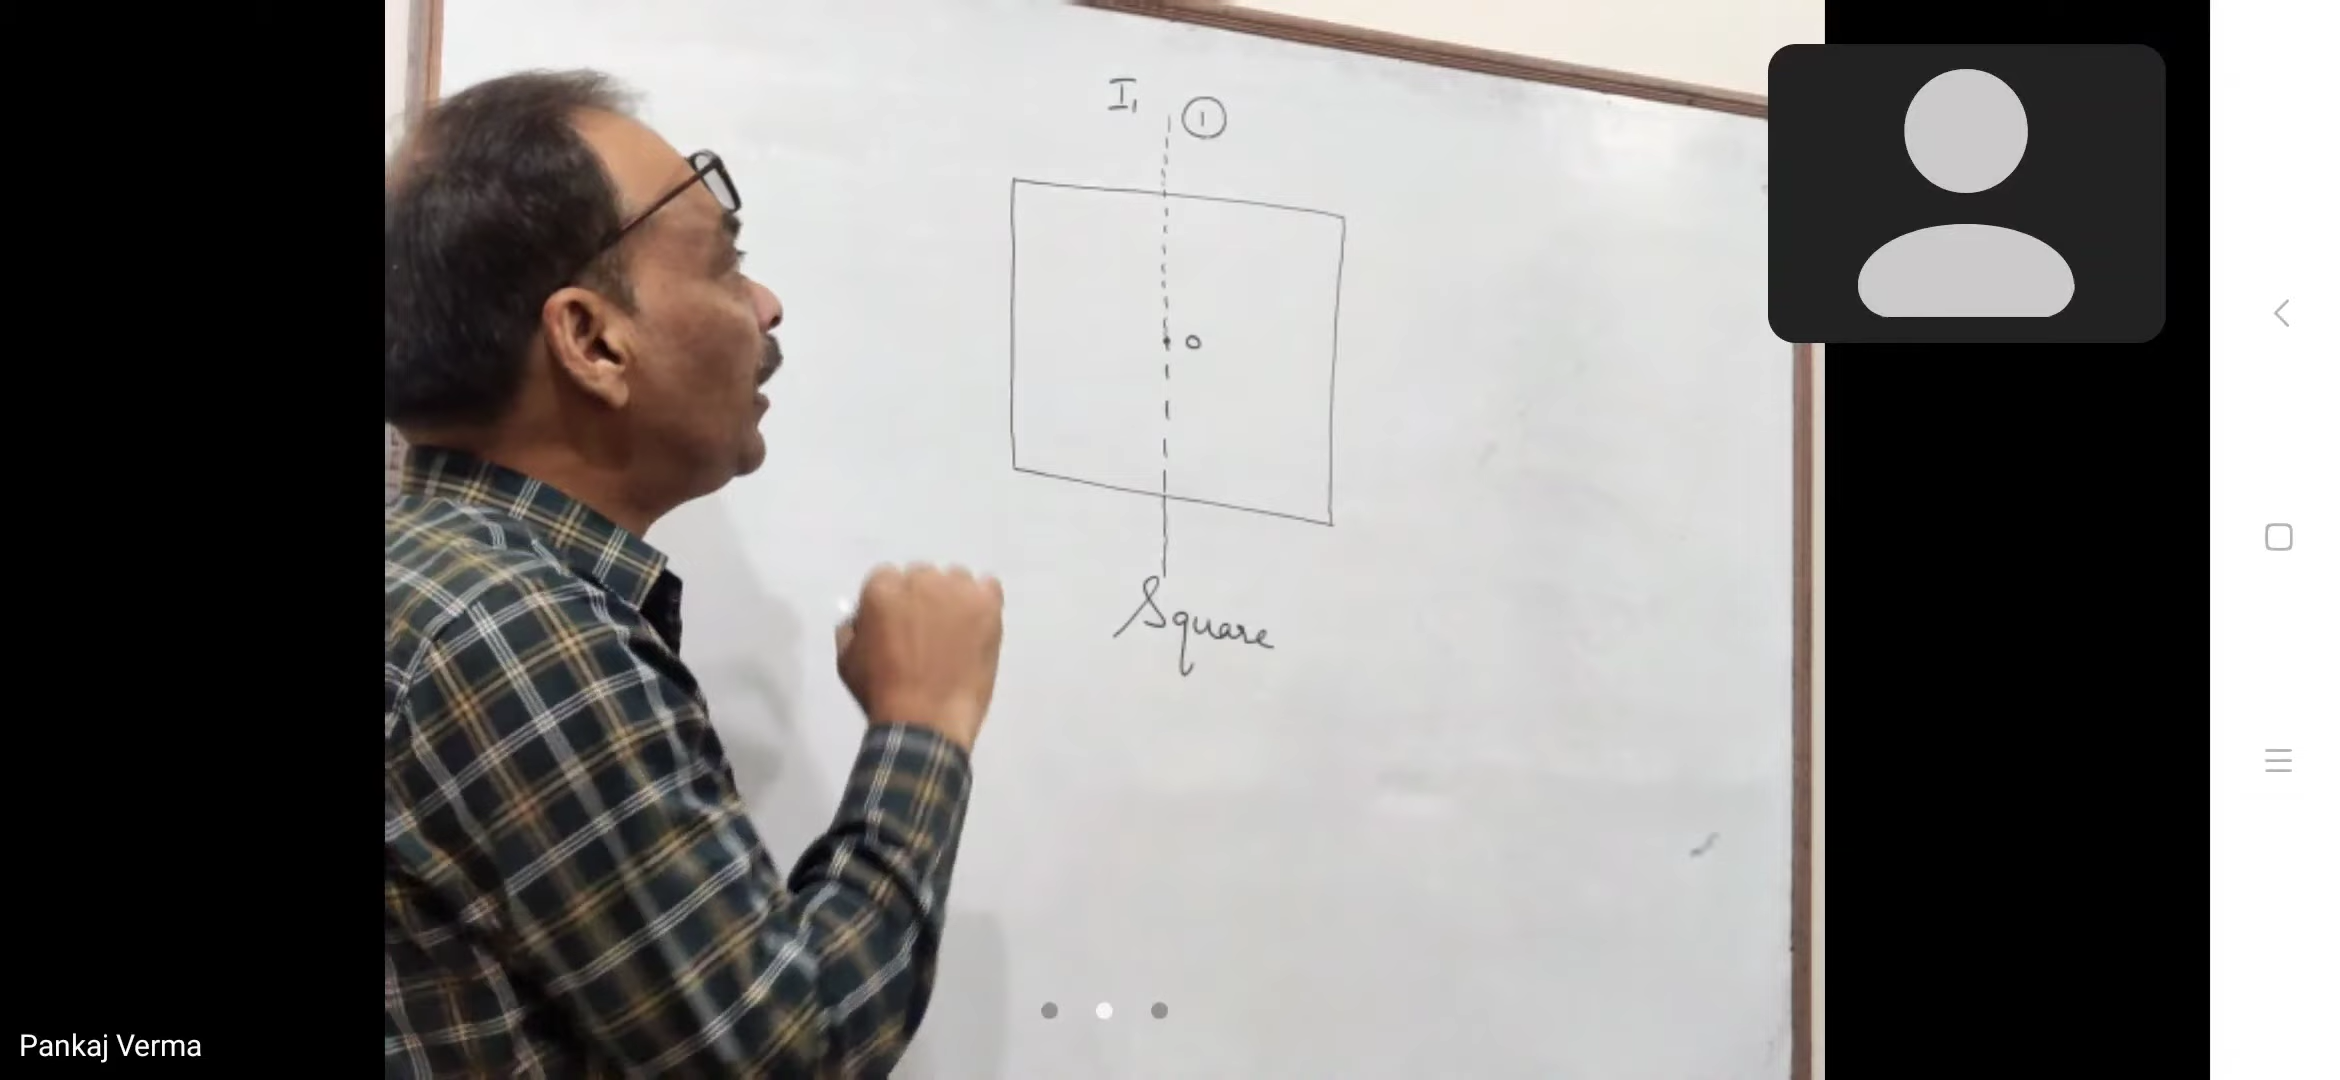 I₁ ①
o
Square
Pankaj Verma